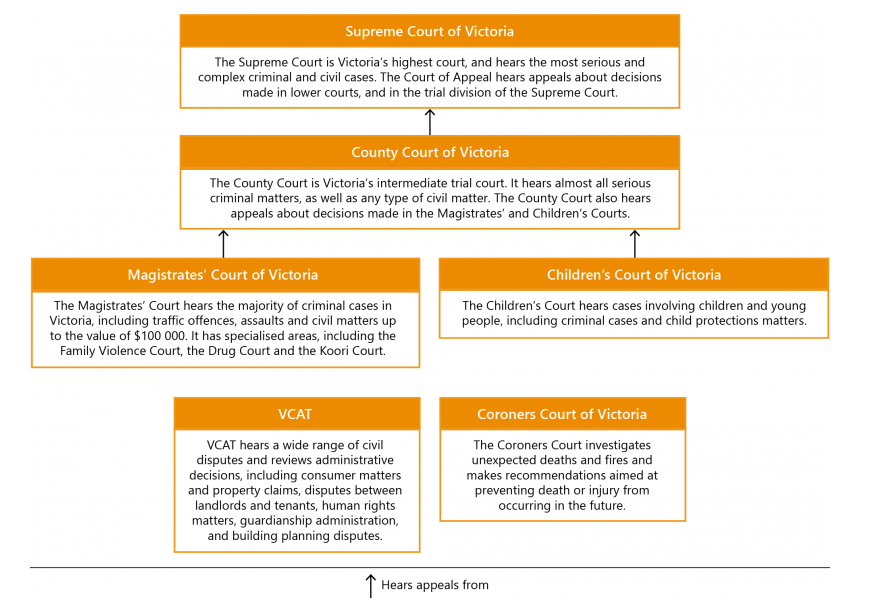 Supreme Court of Victoria
The Supreme Court is Victoria's highest court, and hears the most serious and
complex criminal and civil cases. The Court of Appeal hears appeals about decisions
made in lower courts, and in the trial division of the Supreme Court.
County Court of Victoria
The County Court is Victoria's intermediate trial court. It hears almost all serious
criminal matters, as well as any type of civil matter. The County Court also hears
appeals about decisions made in the Magistrates' and Children's Courts.
Magistrates' Court of Victoria
The Magistrates' Court hears the majority of criminal cases in
Victoria, including traffic offences, assaults and civil matters up
to the value of $100 000. It has specialised areas, including the
Family Violence Court, the Drug Court and the Koori Court.
Children's Court of Victoria
The Children's Court hears cases involving children and young
people, including criminal cases and child protections matters.
VCAT
VCAT hears a wide range of civil
disputes and reviews administrative
decisions, including consumer matters
and property claims, disputes between
landlords and tenants, human rights
matters, guardianship administration,
and building planning disputes.
Coroners Court of Victoria
The Coroners Court investigates
unexpected deaths and fires and
makes recommendations aimed at
preventing death or injury from
occurring in the future.
Hears appeals from